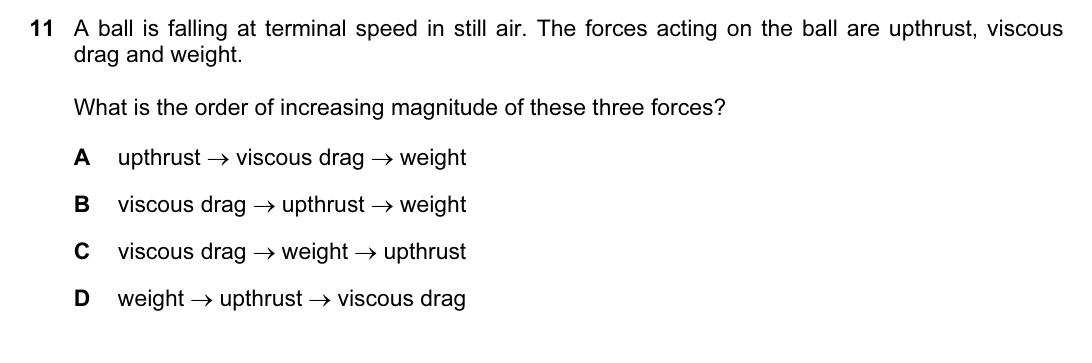 11 A ball is falling at terminal speed in still air. The forces acting on the ball are upthrust, viscous
drag and weight.
What is the order of increasing magnitude of these three forces?
A upthrust → viscous drag → weight
B viscous drag → upthrust → weight
C viscous drag → weight → upthrust
D weight → upthrust → viscous drag